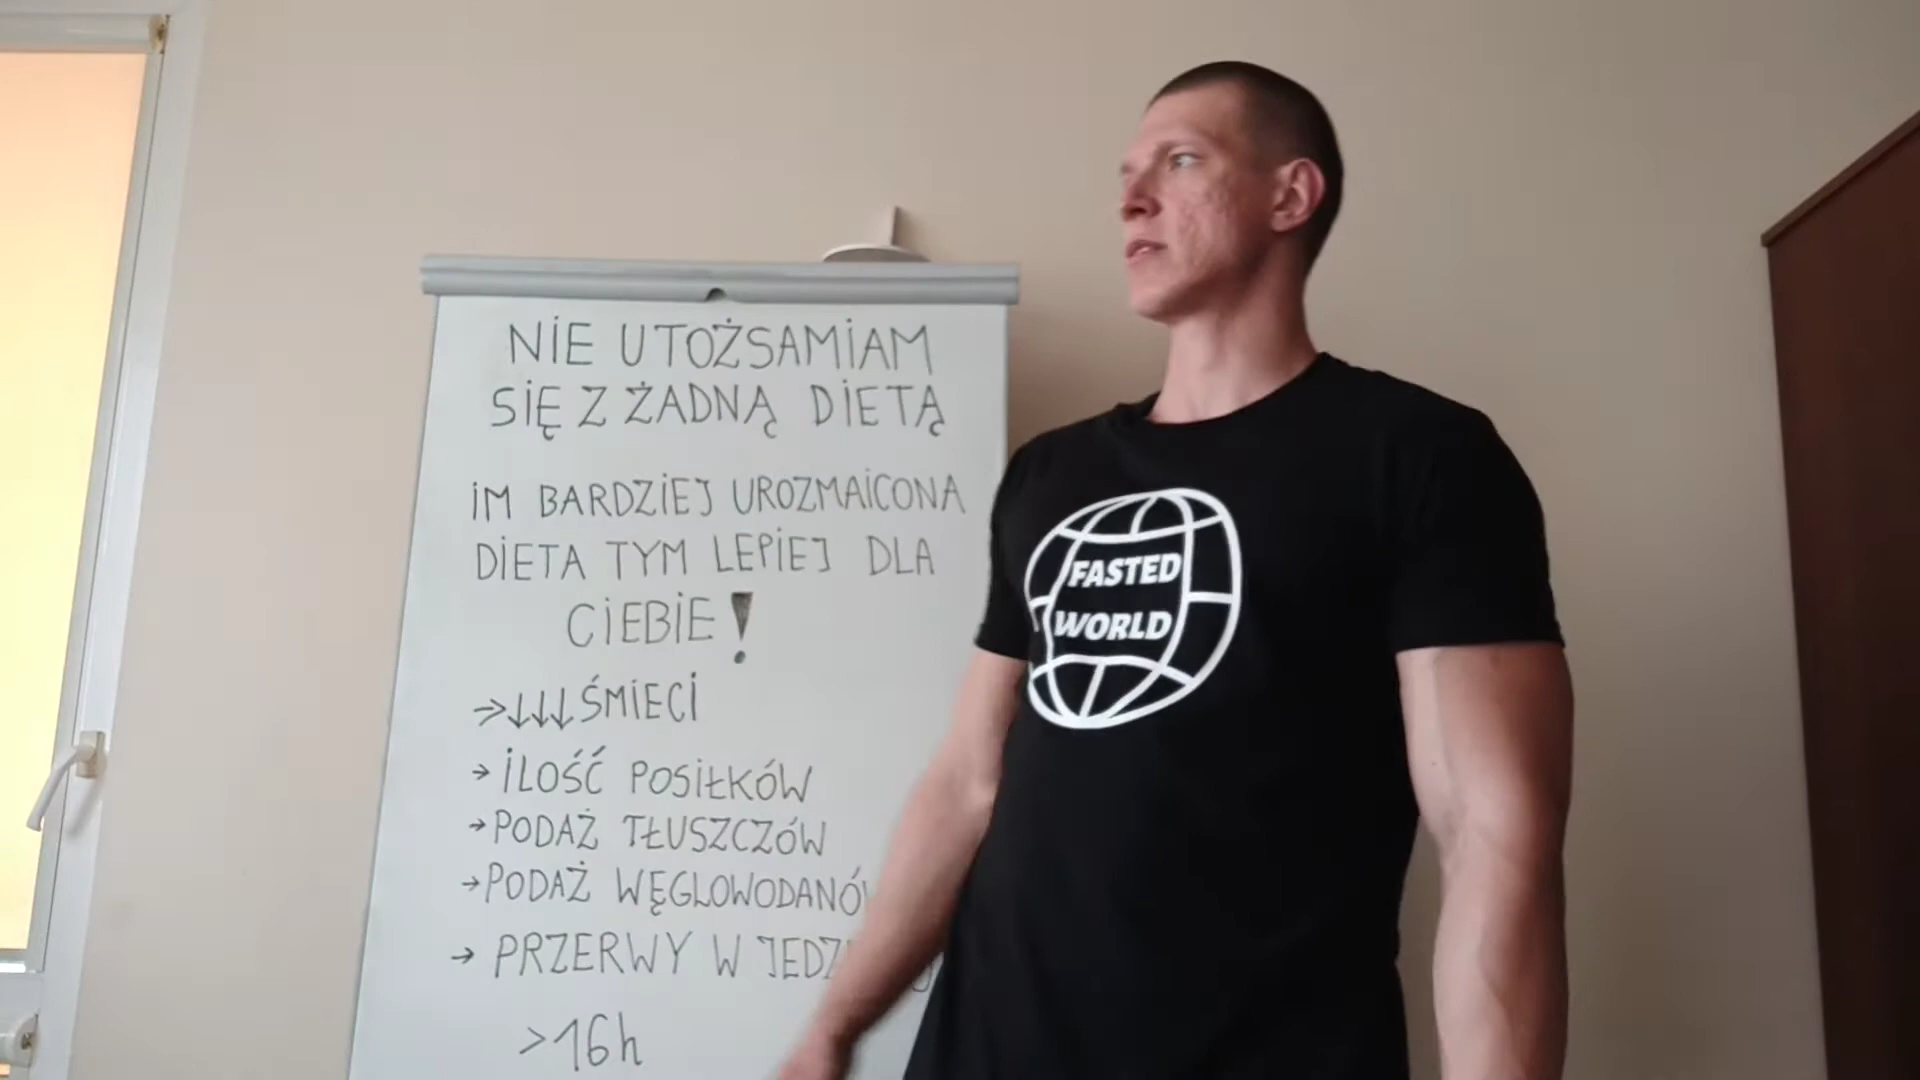 NIE UTOŻSAMIAM
SIĘ Z ŻADNĄ DIETĄ
IM BARDZIEJ UROZMAICONA
DIETA TYM LEPIEJ DLA
CIEBIE!
→↓↓↓ ŚMIECI
→ ILOŚĆ POSIŁKÓW
→ PODAŻ TŁUSZCZÓW
→ PODAŻ WĘGLOWODANÓW
→ PRZERWY W
>16h
FASTED
WORLD